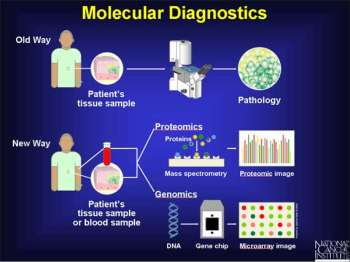 Molecular Diagnostics
Old Way
Patient's
tissue sample
Pathology
New Way
Proteomics
Proteins
Mass spectrometry
Proteomic image
Patient's
tissue sample
or blood sample
Genomics
DNA
Gene chip
Microarray image
NATIONAL
CANCER
INSTITUTE